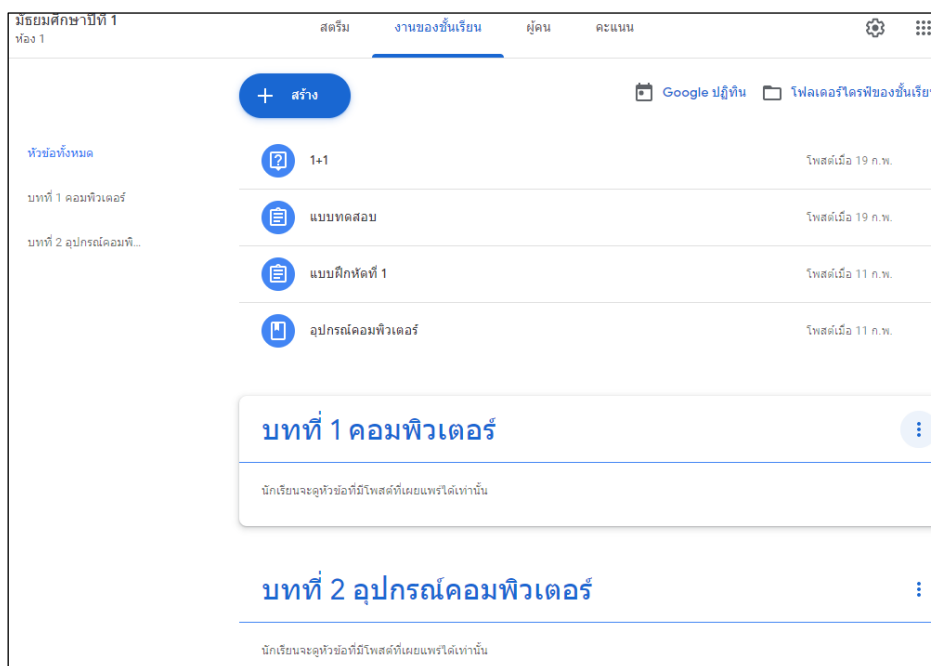 มัธยมศึกษาปีที่ 1
ห้อง 1
สตรีม งานของชั้นเรียน ผู้คน คะแนน
สร้าง
Google ปฏิทิน โฟลเดอร์ไดรฟ์ของชั้นเรีย
หัวข้อทั้งหมด
บทที่ 1 คอมพิวเตอร์
บทที่ 2 อุปกรณ์คอมพิ...
1+1 โพสต์เมื่อ 19 ก.พ.
แบบทดสอบ โพสต์เมื่อ 19 ก.พ.
แบบฝึกหัดที่ 1 โพสต์เมื่อ 11 ก.พ.
อุปกรณ์คอมพิวเตอร์ โพสต์เมื่อ 11 ก.พ.
บทที่ 1 คอมพิวเตอร์
นักเรียนจะดูหัวข้อที่มีโพสต์ที่เผยแพร่ได้เท่านั้น
บทที่ 2 อุปกรณ์คอมพิวเตอร์
นักเรียนจะดูหัวข้อที่มีโพสต์ที่เผยแพร่ได้เท่านั้น